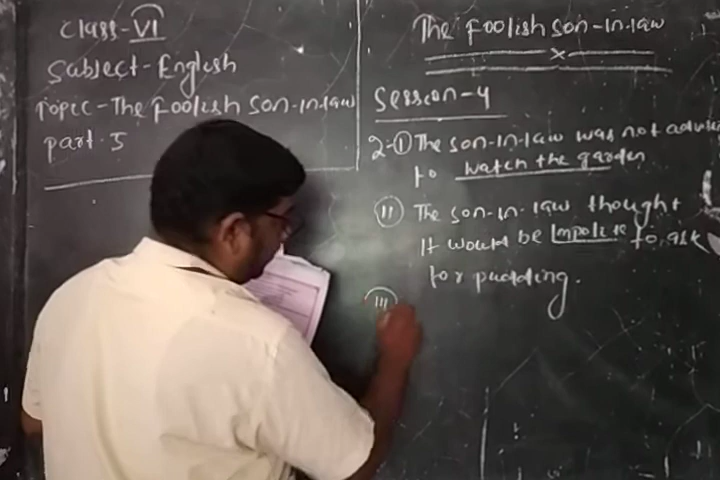 Class-VI
Subject-English
Topic-The Foolish Son-in-law
part-5
The Foolish son-in-law
x
Session-4
2-(I) The son-in-law was not advise
to watch the garden
(II) The son-in-law thought
it would be Impolite to ask
for pudding.
(III)